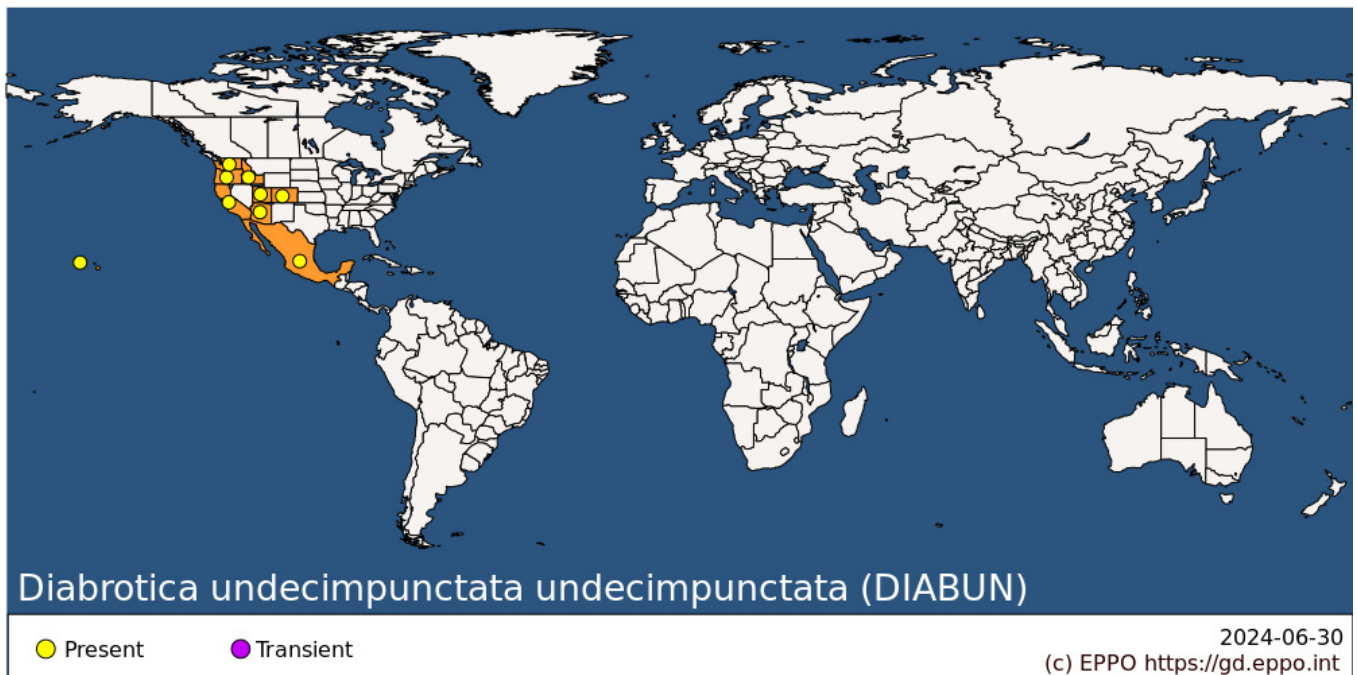 Diabrotica undecimpunctata undecimpunctata (DIABUN)
Present
Transient
2024-06-30
(c) EPPO https://gd.eppo.int